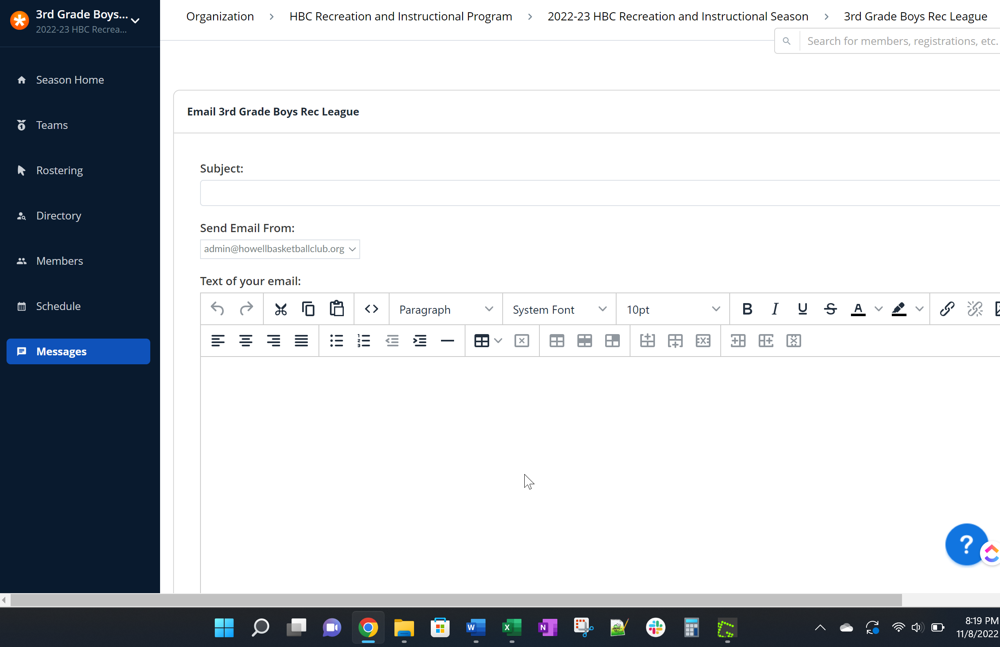 3rd Grade Boys...
2022-23 HBC Recrea...
Organization > HBC Recreation and Instructional Program > 2022-23 HBC Recreation and Instructional Season > 3rd Grade Boys Rec League
Search for members, registrations, etc.
Season Home
Teams
Rostering
Directory
Members
Schedule
Messages
Email 3rd Grade Boys Rec League
Subject:
Send Email From:
admin@howellbasketballclub.org
Text of your email:
Paragraph
System Font
10pt
B I U S A
?
8:19 PM
11/8/2022